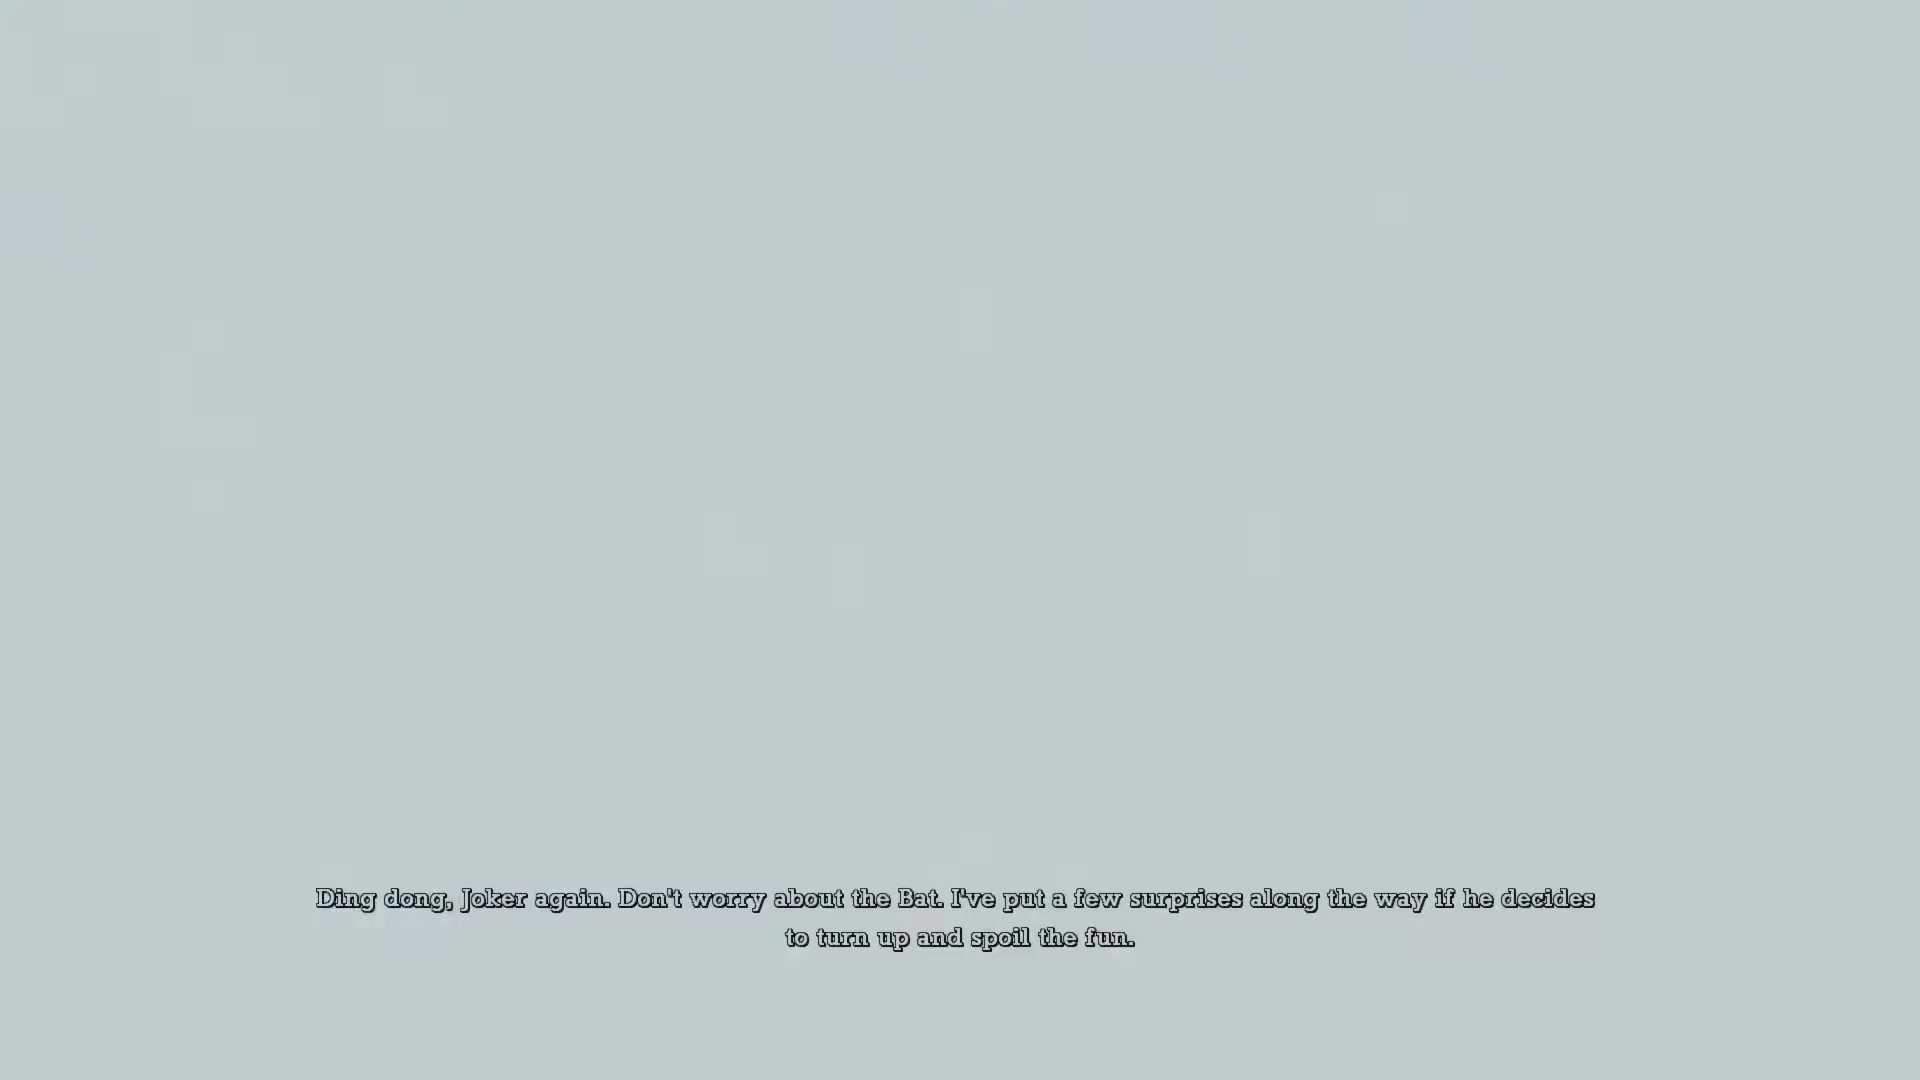 Ding dong, Joker again. Don't worry about the Bat. I've put a few surprises along the way if he decides
to turn up and spoil the fun.